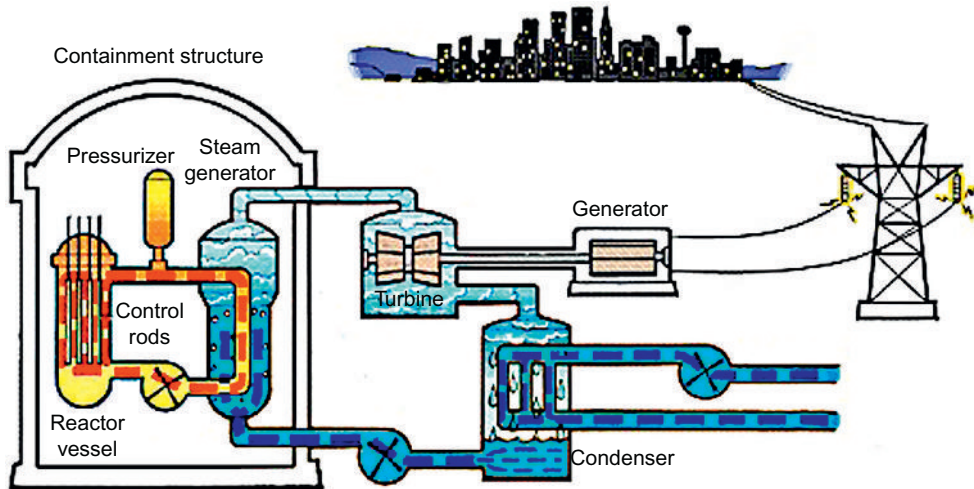 Containment structure
Pressurizer
Steam
generator
Generator
Turbine
Control
rods
Reactor
vessel
Condenser